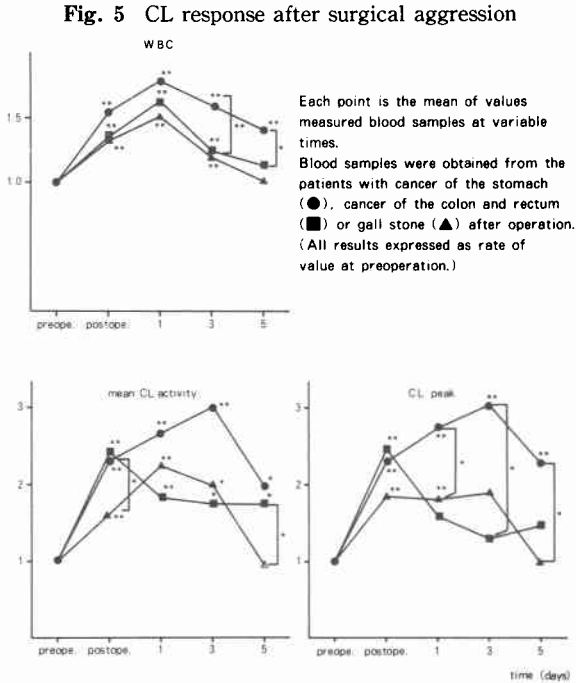 Fig. 5 CL response after surgical aggression
WBC
Each point is the mean of values
measured blood samples at variable
times.
Blood samples were obtained from the
patients with cancer of the stomach
(●), cancer of the colon and rectum
(■) or gall stone (▲) after operation.
(All results expressed as rate of
value at preoperation.)
1.5
1.0
preope. postope. 1 3 5
mean CL activity
3
2
1
preope. postope. 1 3 5
CL peak
3
2
1
preope. postope. 1 3 5
time (days)